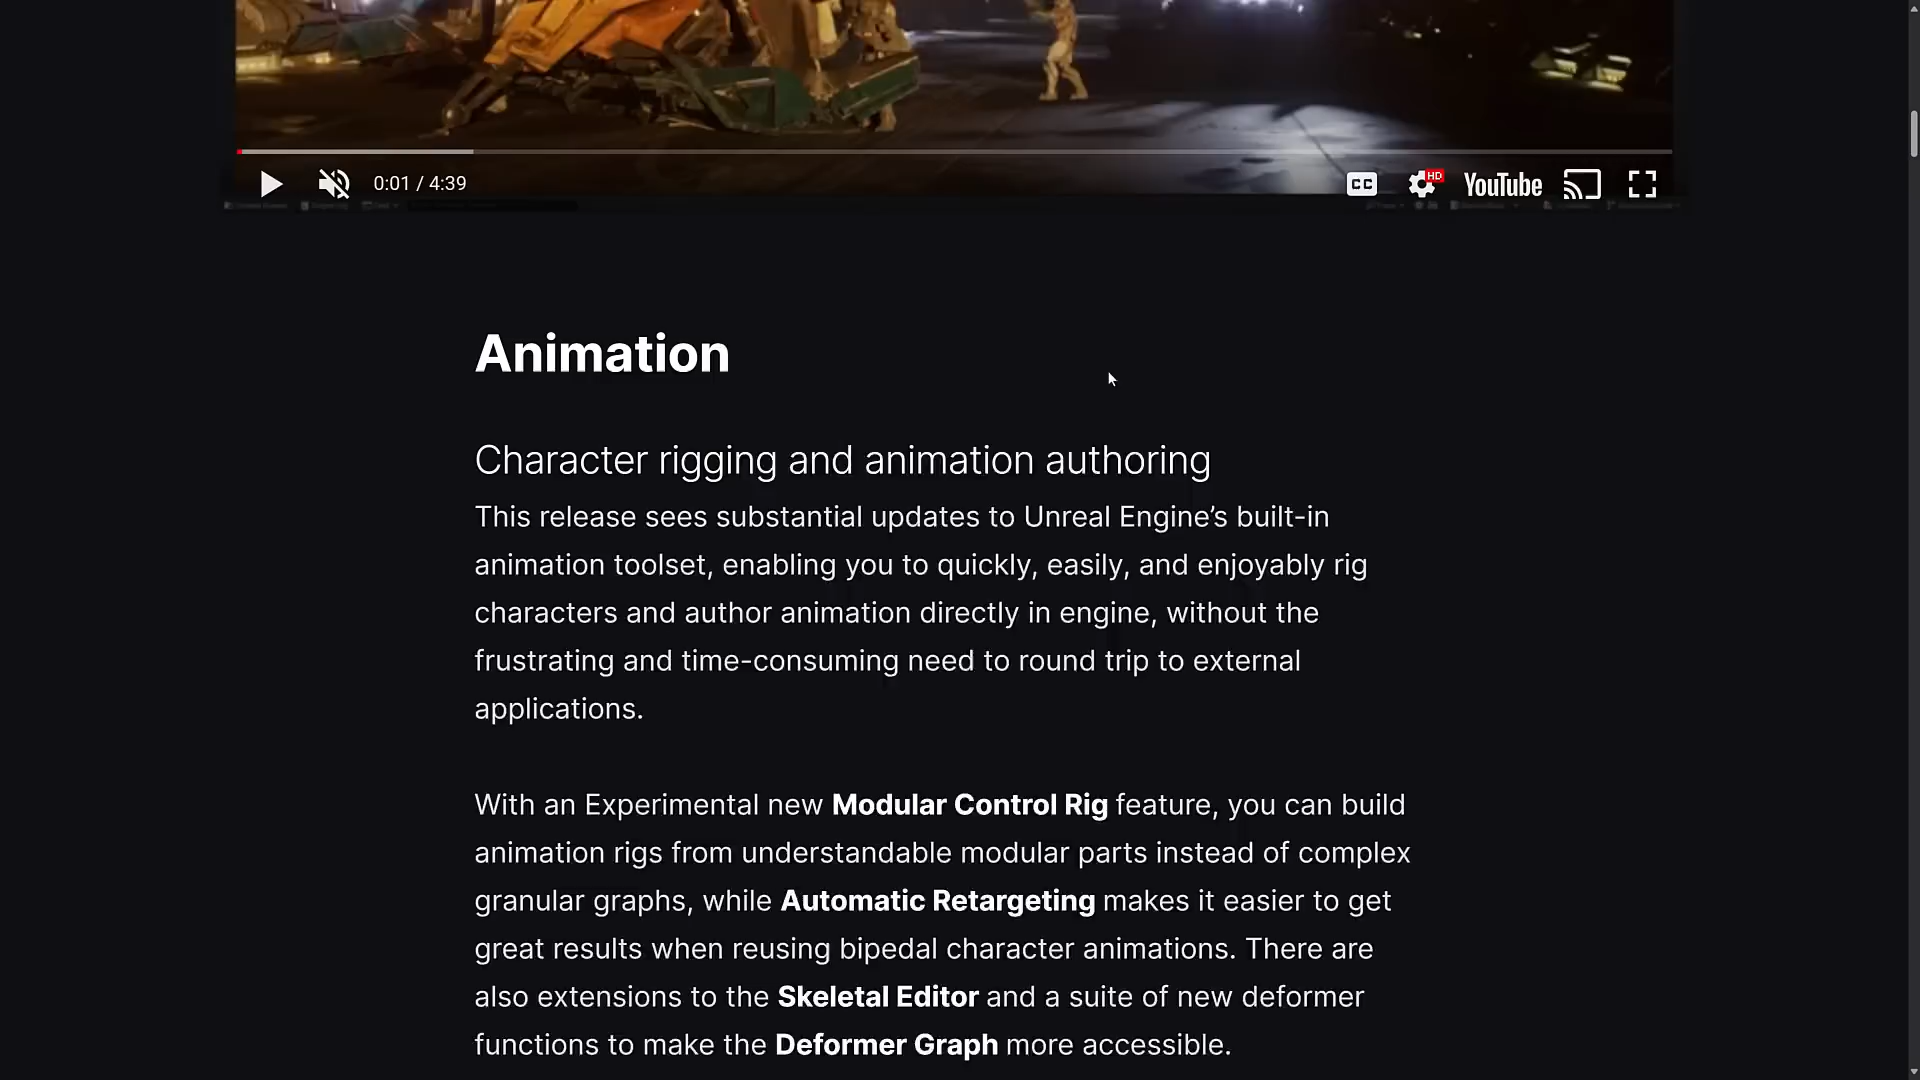 0:01 / 4:39
CC
HD
YouTube
Animation
Character rigging and animation authoring
This release sees substantial updates to Unreal Engine’s built-in
animation toolset, enabling you to quickly, easily, and enjoyably rig
characters and author animation directly in engine, without the
frustrating and time-consuming need to round trip to external
applications.
With an Experimental new Modular Control Rig feature, you can build
animation rigs from understandable modular parts instead of complex
granular graphs, while Automatic Retargeting makes it easier to get
great results when reusing bipedal character animations. There are
also extensions to the Skeletal Editor and a suite of new deformer
functions to make the Deformer Graph more accessible.